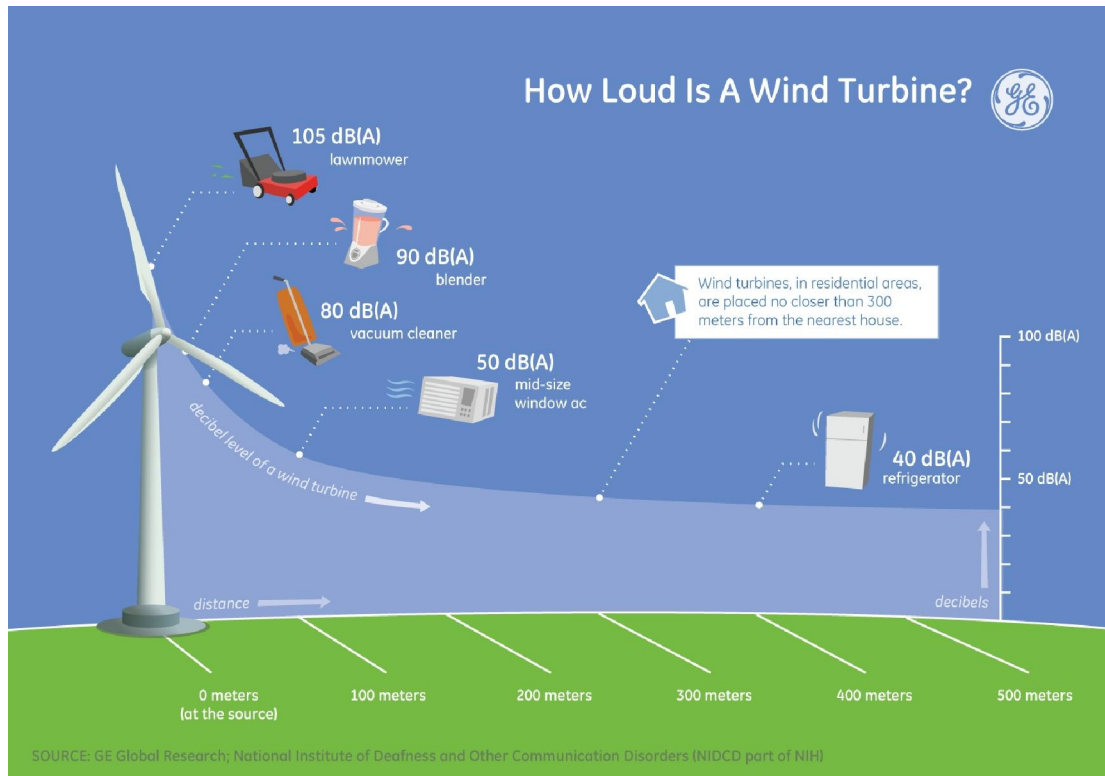 How Loud Is A Wind Turbine?
GE
105 dB(A)
lawnmower
90 dB(A)
blender
80 dB(A)
vacuum cleaner
50 dB(A)
mid-size
window ac
Wind turbines, in residential areas,
are placed no closer than 300
meters from the nearest house.
100 dB(A)
40 dB(A)
refrigerator
50 dB(A)
decibel level of a wind turbine
distance
decibels
0 meters
(at the source)
100 meters
200 meters
300 meters
400 meters
500 meters
SOURCE: GE Global Research; National Institute of Deafness and Other Communication Disorders (NIDCD part of NIH)